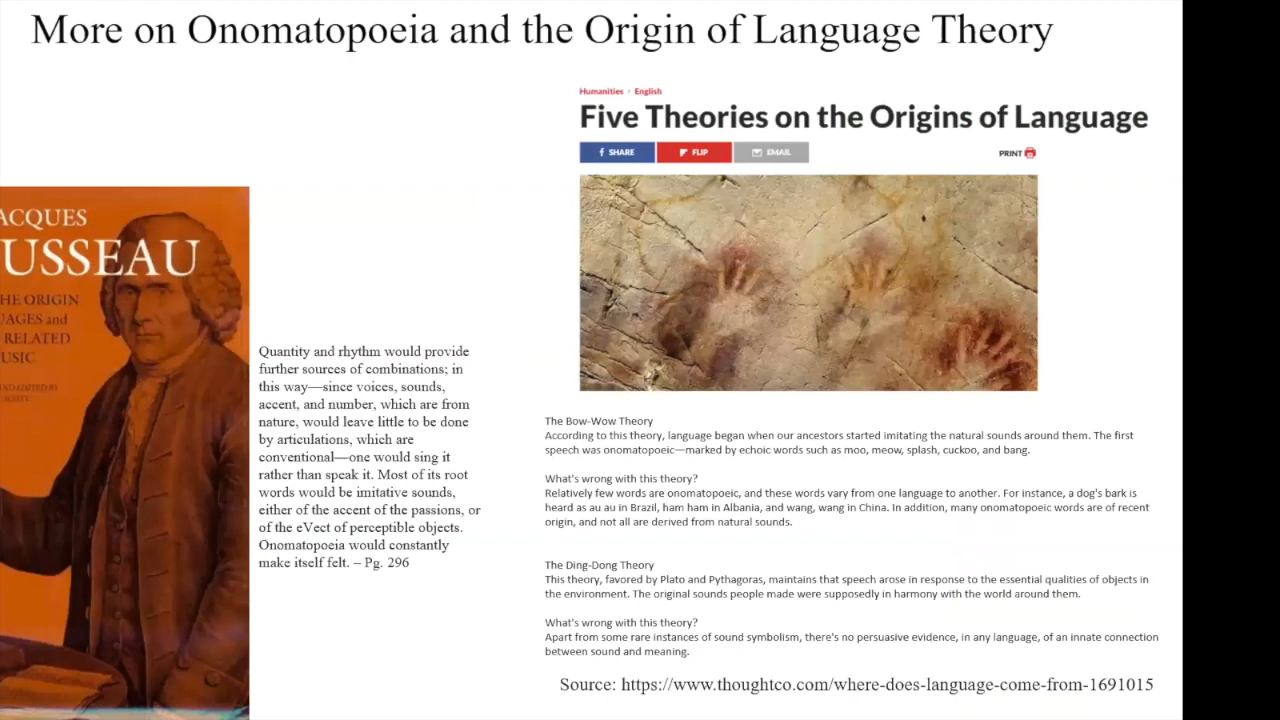 More on Onomatopoeia and the Origin of Language Theory
ACQUES
USSEAU
HE ORIGIN
UAGES and
RELATED
USIC
Quantity and rhythm would provide
further sources of combinations; in
this way—since voices, sounds,
accent, and number, which are from
nature, would leave little to be done
by articulations, which are
conventional—one would sing it
rather than speak it. Most of its root
words would be imitative sounds,
either of the accent of the passions, or
of the eVect of perceptible objects.
Onomatopoeia would constantly
make itself felt. – Pg. 296
Humanities › English
Five Theories on the Origins of Language
SHARE FLIP EMAIL PRINT
The Bow-Wow Theory
According to this theory, language began when our ancestors started imitating the natural sounds around them. The first
speech was onomatopoeic—marked by echoic words such as moo, meow, splash, cuckoo, and bang.
What's wrong with this theory?
Relatively few words are onomatopoeic, and these words vary from one language to another. For instance, a dog's bark is
heard as au au in Brazil, ham ham in Albania, and wang, wang in China. In addition, many onomatopoeic words are of recent
origin, and not all are derived from natural sounds.
The Ding-Dong Theory
This theory, favored by Plato and Pythagoras, maintains that speech arose in response to the essential qualities of objects in
the environment. The original sounds people made were supposedly in harmony with the world around them.
What's wrong with this theory?
Apart from some rare instances of sound symbolism, there's no persuasive evidence, in any language, of an innate connection
between sound and meaning.
Source: https://www.thoughtco.com/where-does-language-come-from-1691015